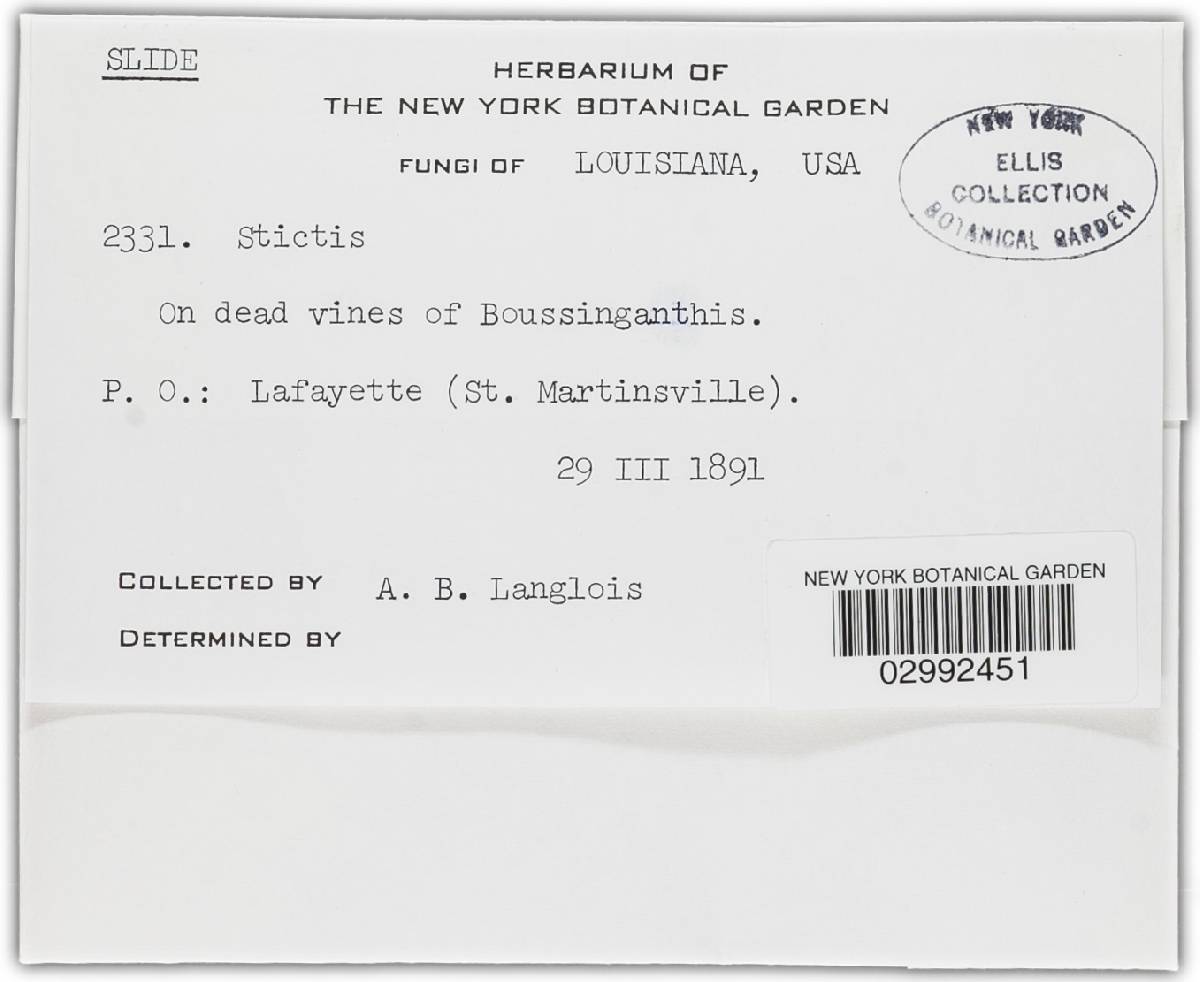 SLIDE
HERBARIUM OF
THE NEW YORK BOTANICAL GARDEN
FUNGI OF LOUISIANA, USA
NEW YORK
ELLIS
COLLECTION
BOTANICAL GARDEN
2331. Stictis
On dead vines of Boussinganthis.
P. O.: Lafayette (St. Martinsville).
29 III 1891
COLLECTED BY A. B. Langlois
DETERMINED BY
NEW YORK BOTANICAL GARDEN
02992451